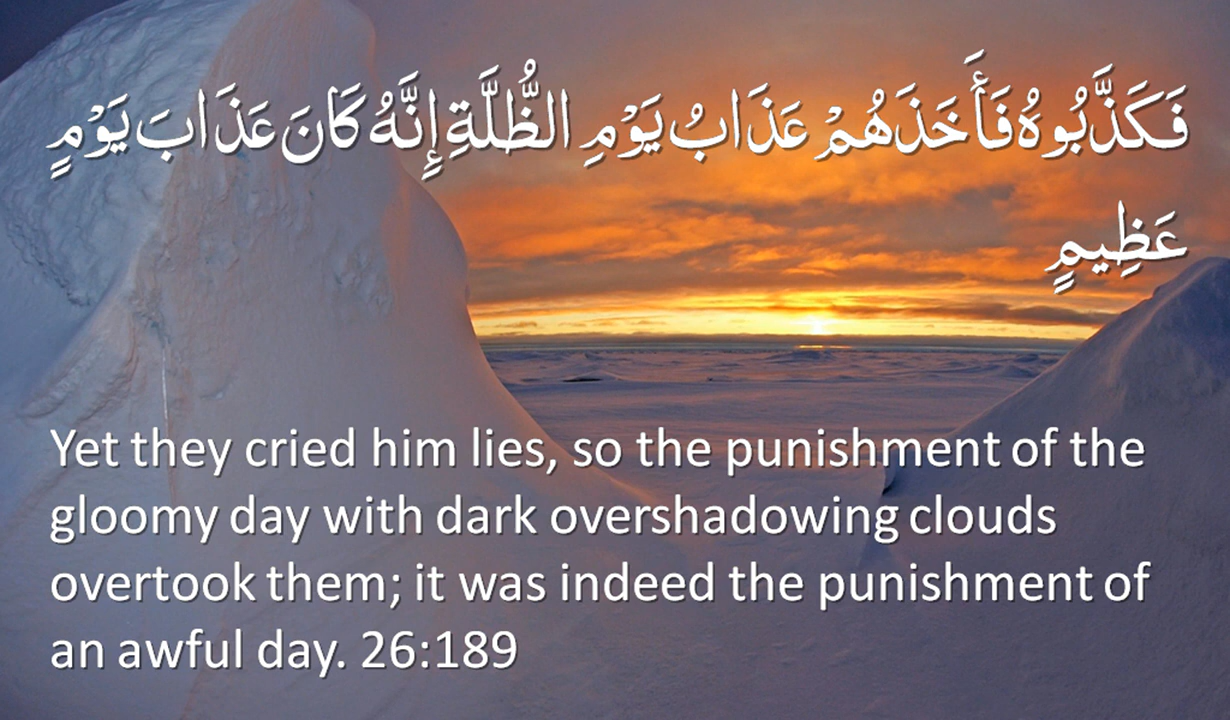 فَكَذَّبُوهُ فَأَخَذَهُمْ عَذَابُ يَوْمِ الظُّلَّةِ إِنَّهُ كَانَ عَذَابَ يَوْمٍ
عَظِيمٍ
Yet they cried him lies, so the punishment of the
gloomy day with dark overshadowing clouds
overtook them; it was indeed the punishment of
an awful day. 26:189